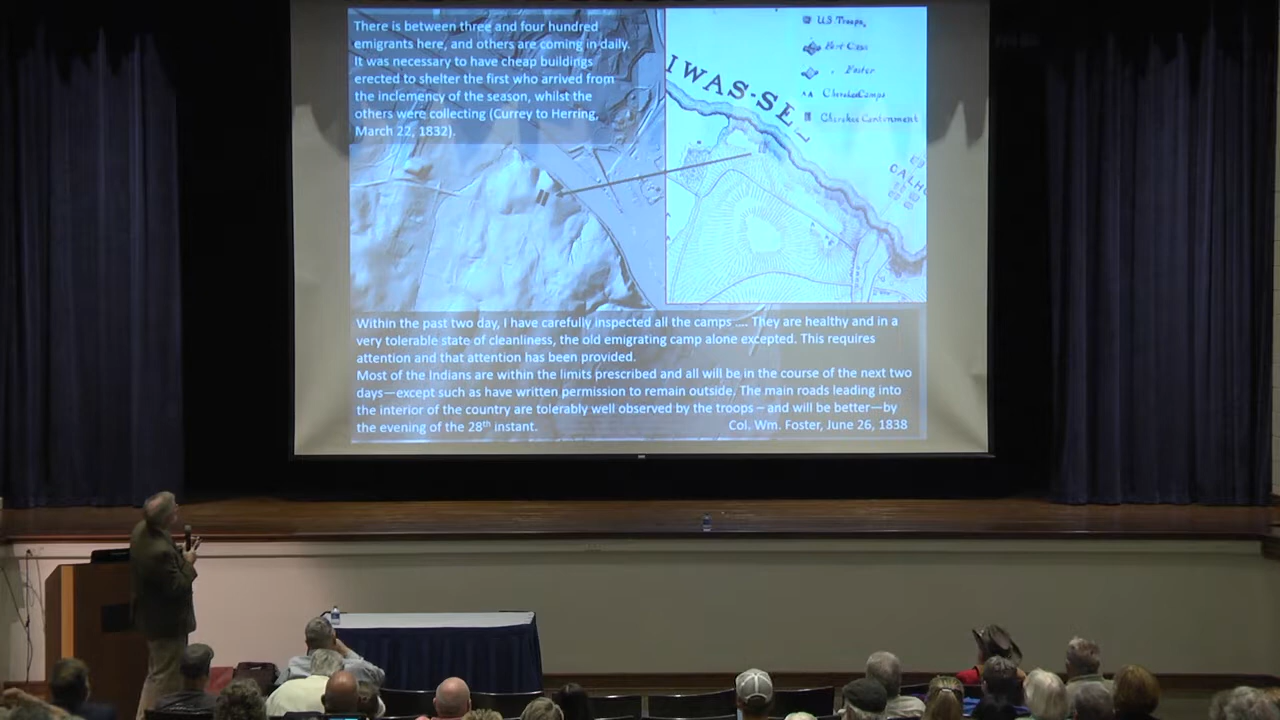 There is between three and four hundred
emigrants here, and others are coming in daily.
It was necessary to have cheap buildings
erected to shelter the first who arrived from
the inclemency of the season, whilst the
others were collecting (Currey to Herring,
March 22, 1832).
IWAS-SE
U.S. Troops,
Fort Cass
" Foster
Cherokee Camps
Cherokee Cantonment
CALH
Within the past two day, I have carefully inspected all the camps .... They are healthy and in a
very tolerable state of cleanliness, the old emigrating camp alone excepted. This requires
attention and that attention has been provided.
Most of the Indians are within the limits prescribed and all will be in the course of the next two
days—except such as have written permission to remain outside. The main roads leading into
the interior of the country are tolerably well observed by the troops – and will be better—by
the evening of the 28th instant.
Col. Wm. Foster, June 26, 1838